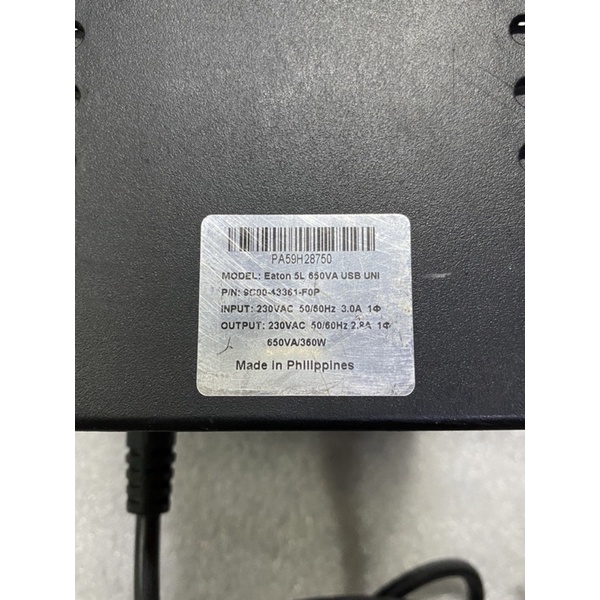 PA59H28750
MODEL: Eaton 5L 650VA USB UNI
P/N: 9C00-43361-F0P
INPUT: 230VAC 50/60Hz 3.0A 1Φ
OUTPUT: 230VAC 50/60Hz 2.8A 1Φ
650VA/360W
Made in Philippines